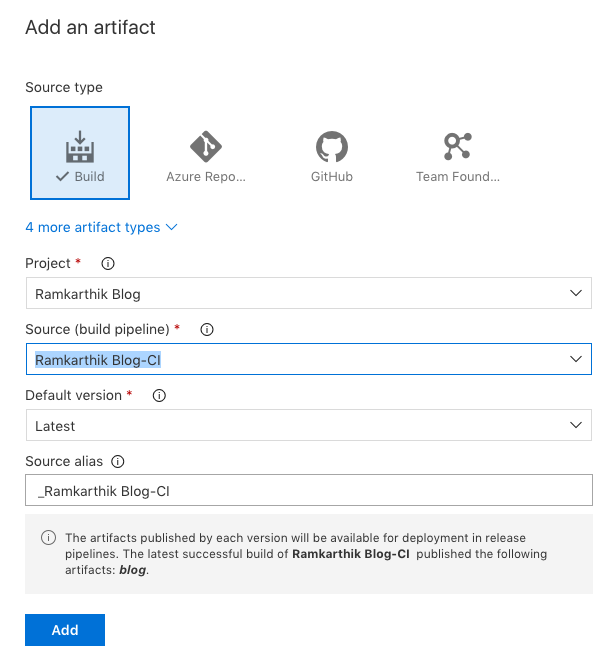 Add an artifact
Source type
Build
Azure Repo...
GitHub
Team Found...
4 more artifact types
Project *
Ramkarthik Blog
Source (build pipeline) *
Ramkarthik Blog-CI
Default version *
Latest
Source alias
_Ramkarthik Blog-CI
The artifacts published by each version will be available for deployment in release
pipelines. The latest successful build of Ramkarthik Blog-CI published the following
artifacts: blog.
Add